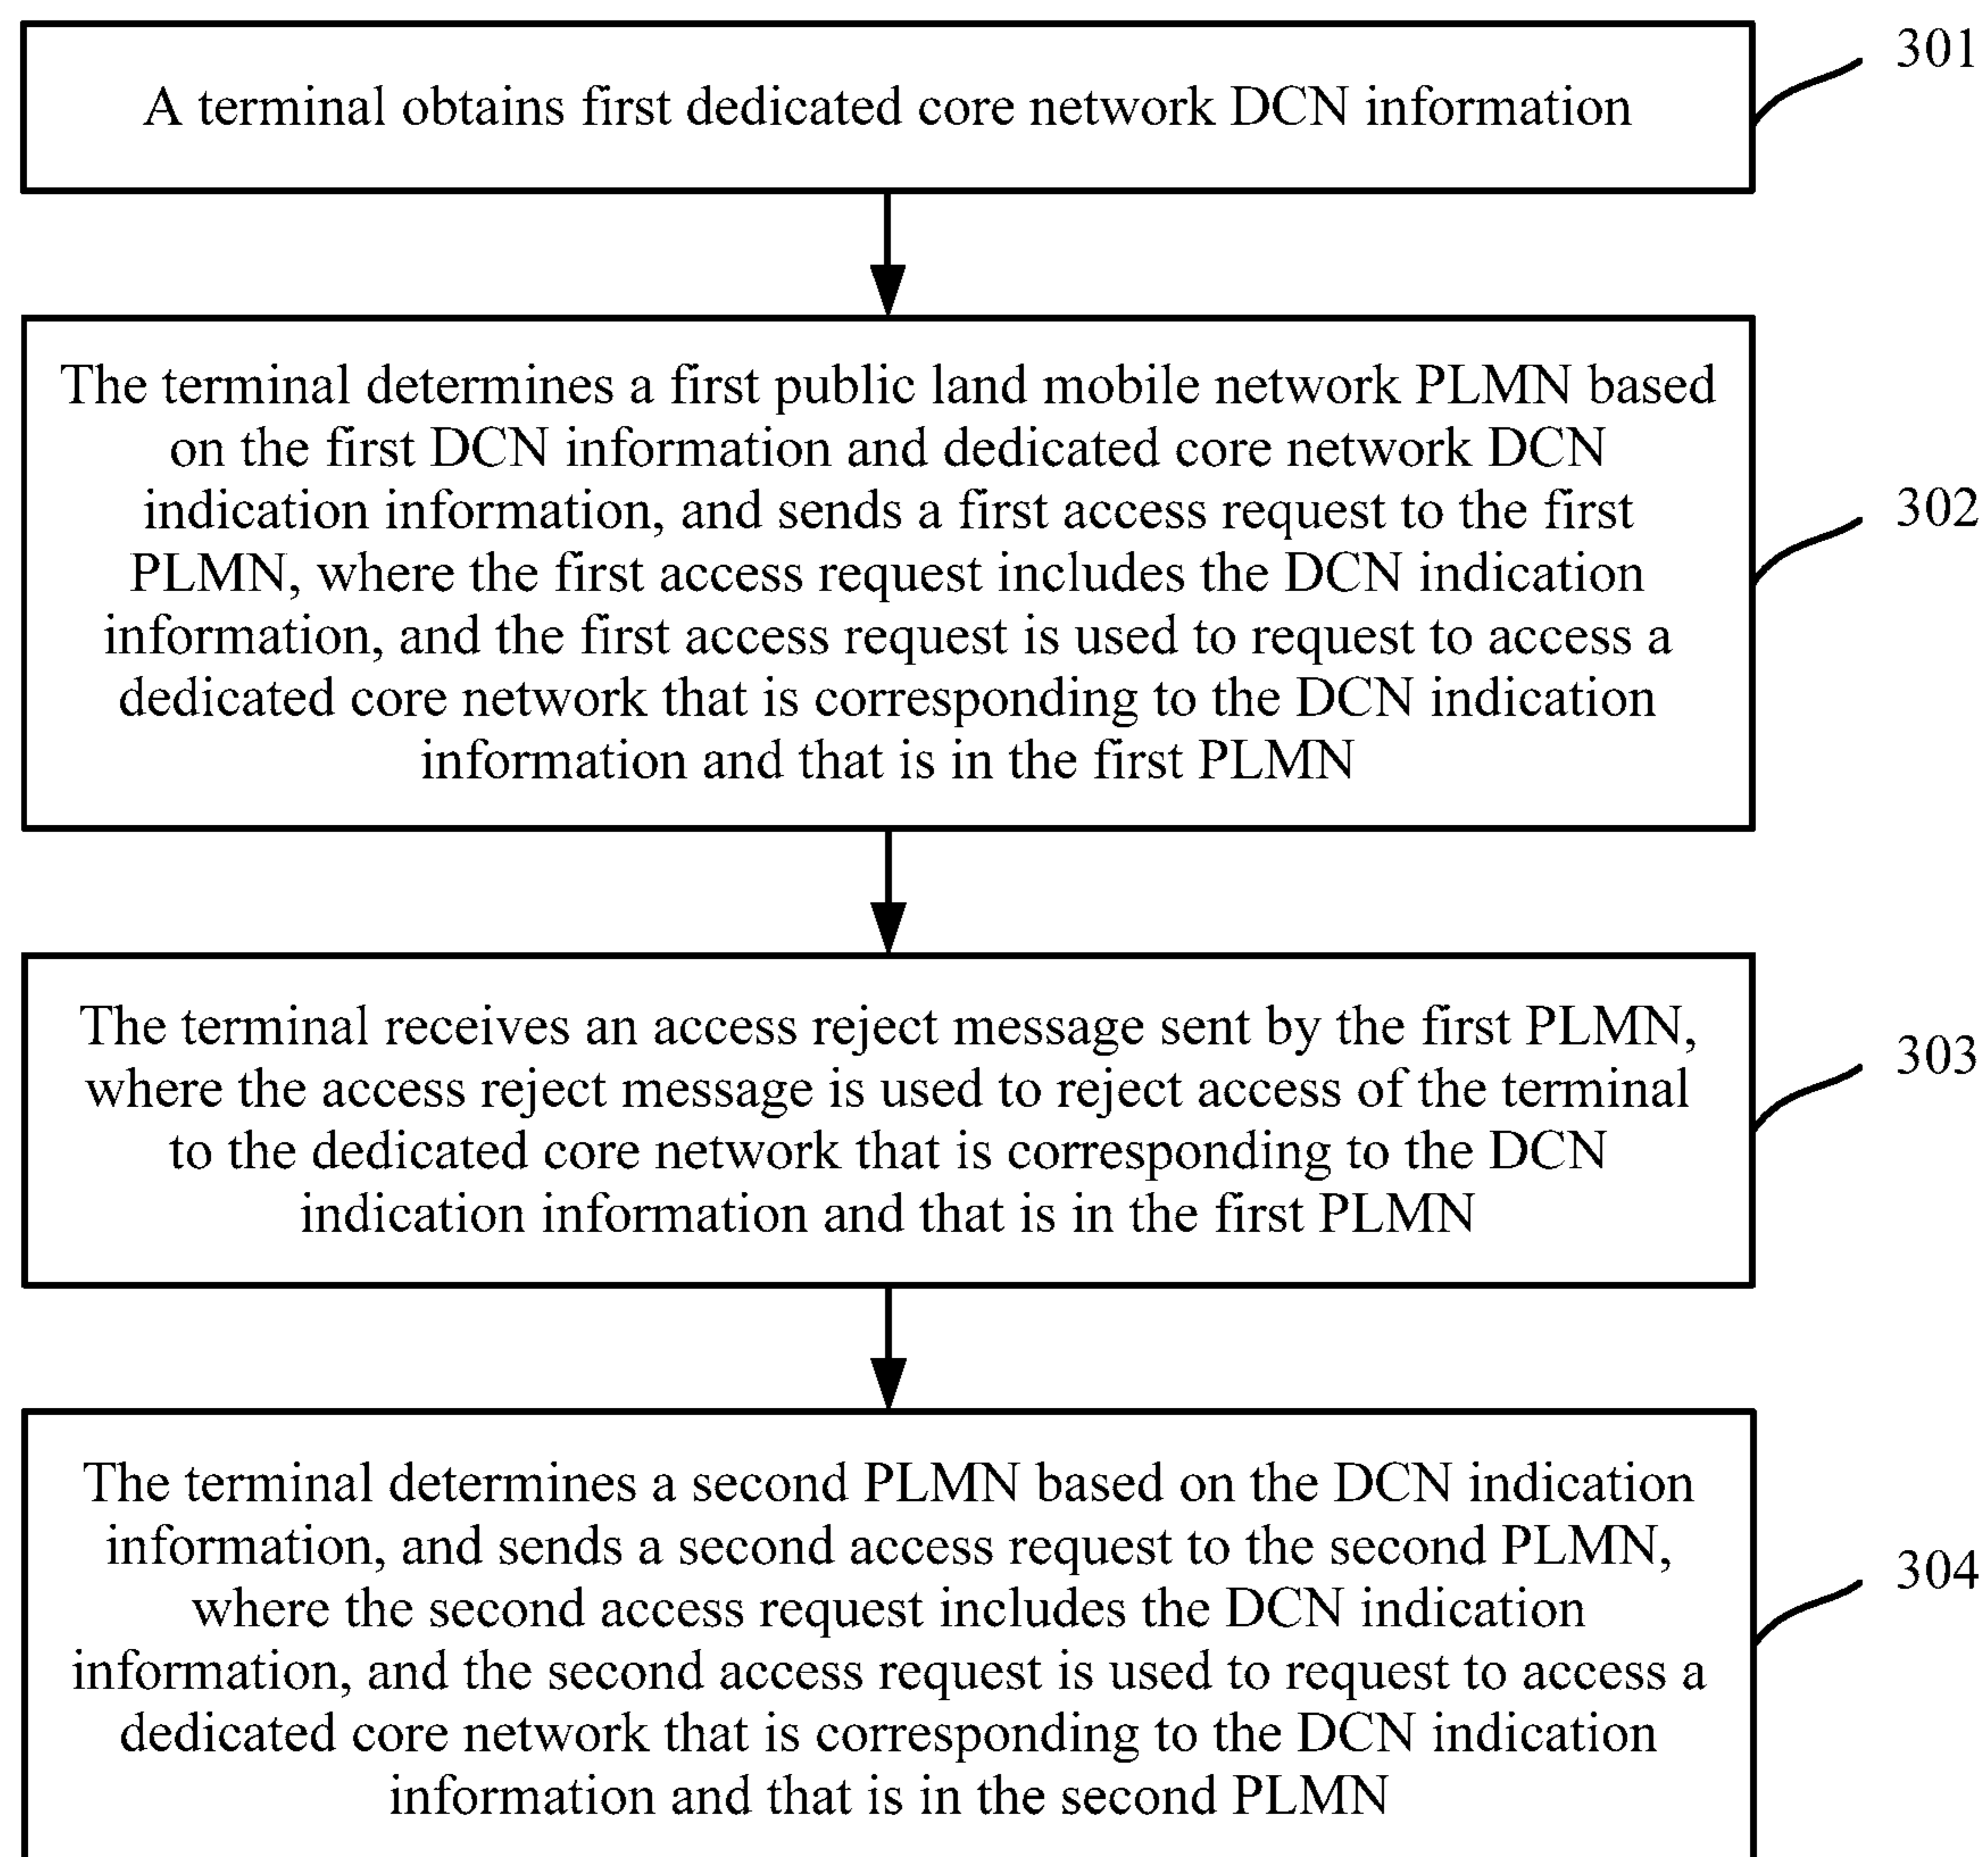 A terminal obtains first dedicated core network DCN information
301
The terminal determines a first public land mobile network PLMN based
on the first DCN information and dedicated core network DCN
indication information, and sends a first access request to the first
PLMN, where the first access request includes the DCN indication
information, and the first access request is used to request to access a
dedicated core network that is corresponding to the DCN indication
information and that is in the first PLMN
302
The terminal receives an access reject message sent by the first PLMN,
where the access reject message is used to reject access of the terminal
to the dedicated core network that is corresponding to the DCN
indication information and that is in the first PLMN
303
The terminal determines a second PLMN based on the DCN indication
information, and sends a second access request to the second PLMN,
where the second access request includes the DCN indication
information, and the second access request is used to request to access a
dedicated core network that is corresponding to the DCN indication
information and that is in the second PLMN
304